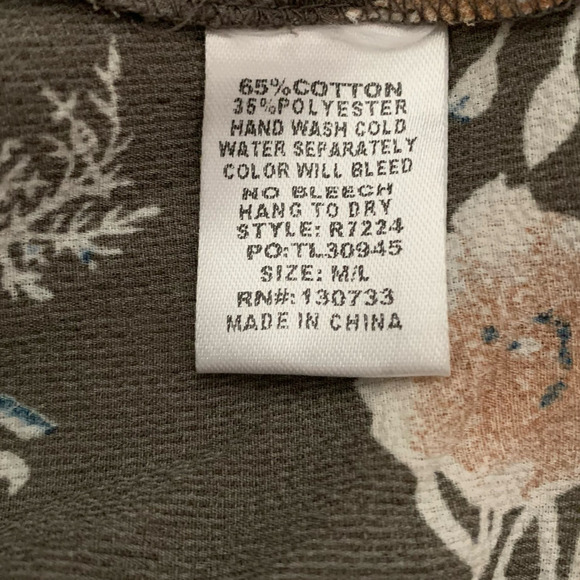 65%COTTON
35%POLYESTER
HAND WASH COLD
WATER SEPARATELY
COLOR WILL BLEED
NO BLEECH
HANG TO DRY
STYLE: R7224
PO:TL30945
SIZE: M/L
RN#: 130733
MADE IN CHINA